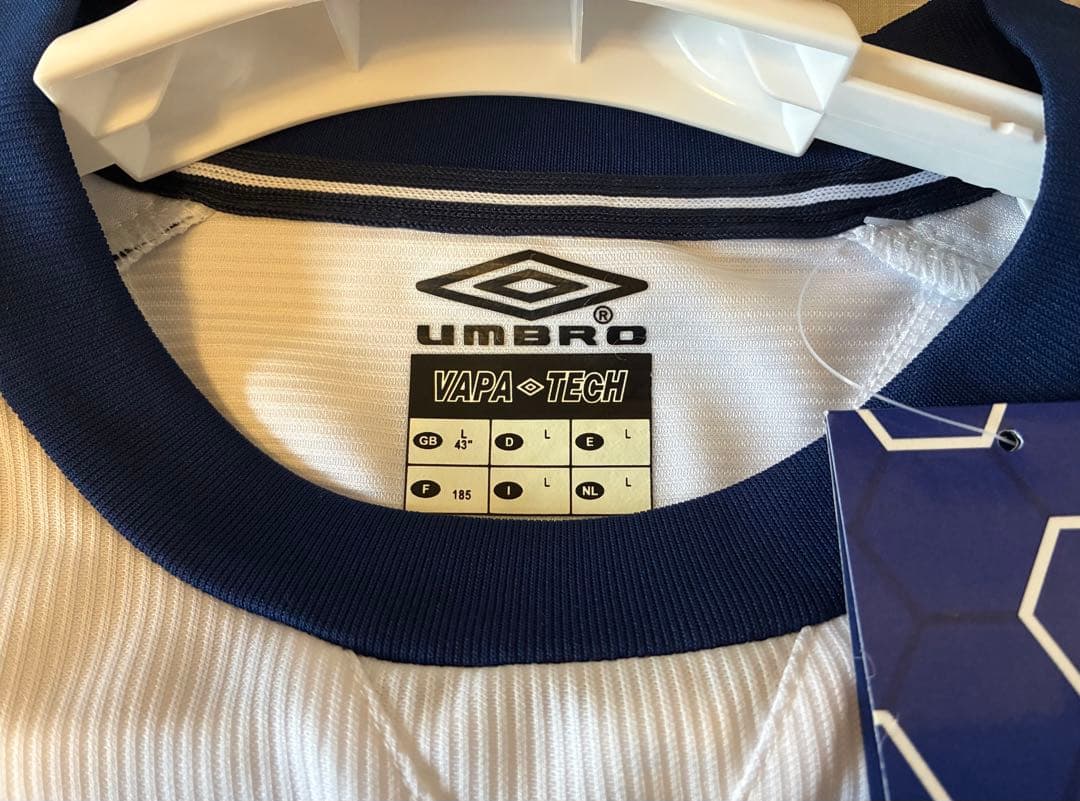 ®
UMBRO
VAPA TECH
GB L 43" D L E L
F 185 I L NL L